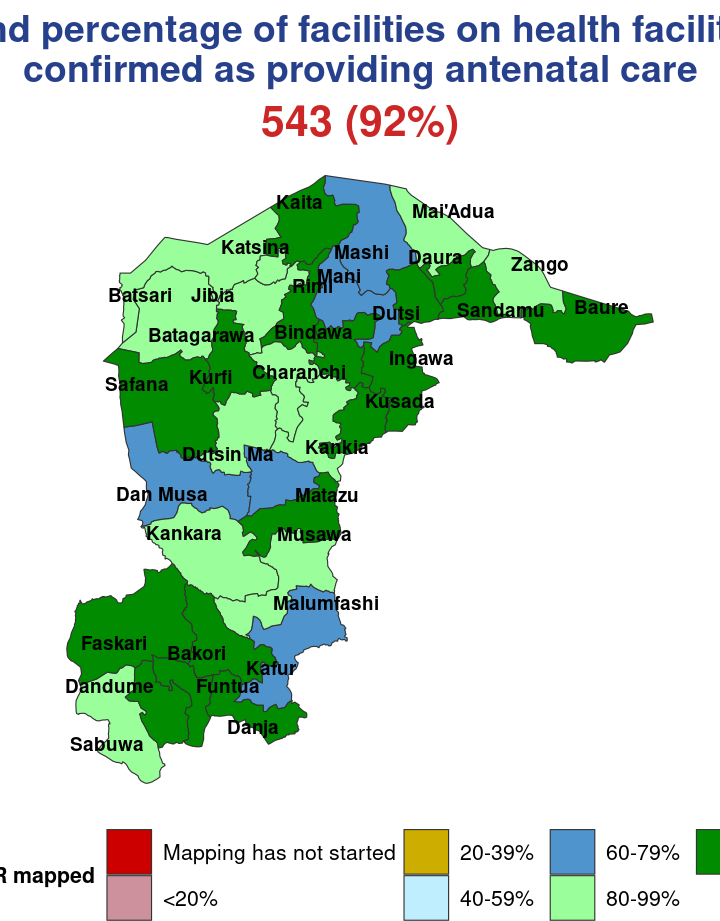 nd percentage of facilities on health facilit
confirmed as providing antenatal care
543 (92%)
Kaita
Mai'Adua
Katsina
Mashi
Daura
Zango
Mani
Rimi
Batsari
Jibia
Dutsi
Sandamu
Baure
Batagarawa
Bindawa
Ingawa
Charanchi
Safana
Kurfi
Kusada
Kankia
Dutsin Ma
Dan Musa
Matazu
Kankara
Musawa
Malumfashi
Faskari
Bakori
Kafur
Dandume
Funtua
Danja
Sabuwa
Mapping has not started
20-39%
60-79%
R mapped
<20%
40-59%
80-99%